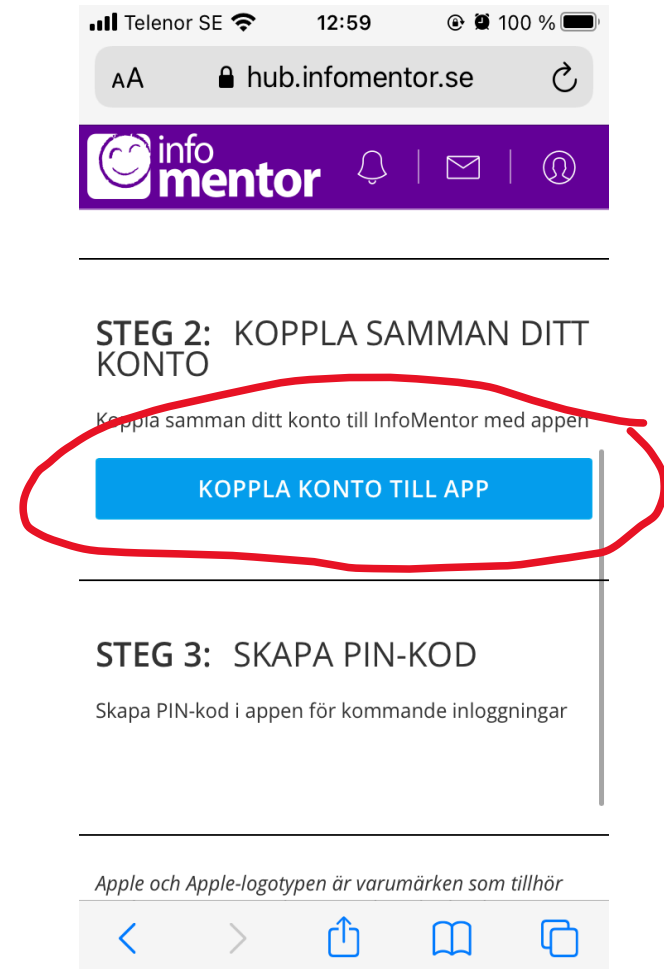 Telenor SE 12:59 100 %
AA hub.infomentor.se
info
mentor
STEG 2: KOPPLA SAMMAN DITT
KONTO
Koppla samman ditt konto till InfoMentor med appen
KOPPLA KONTO TILL APP
STEG 3: SKAPA PIN-KOD
Skapa PIN-kod i appen för kommande inloggningar
Apple och Apple-logotypen är varumärken som tillhör